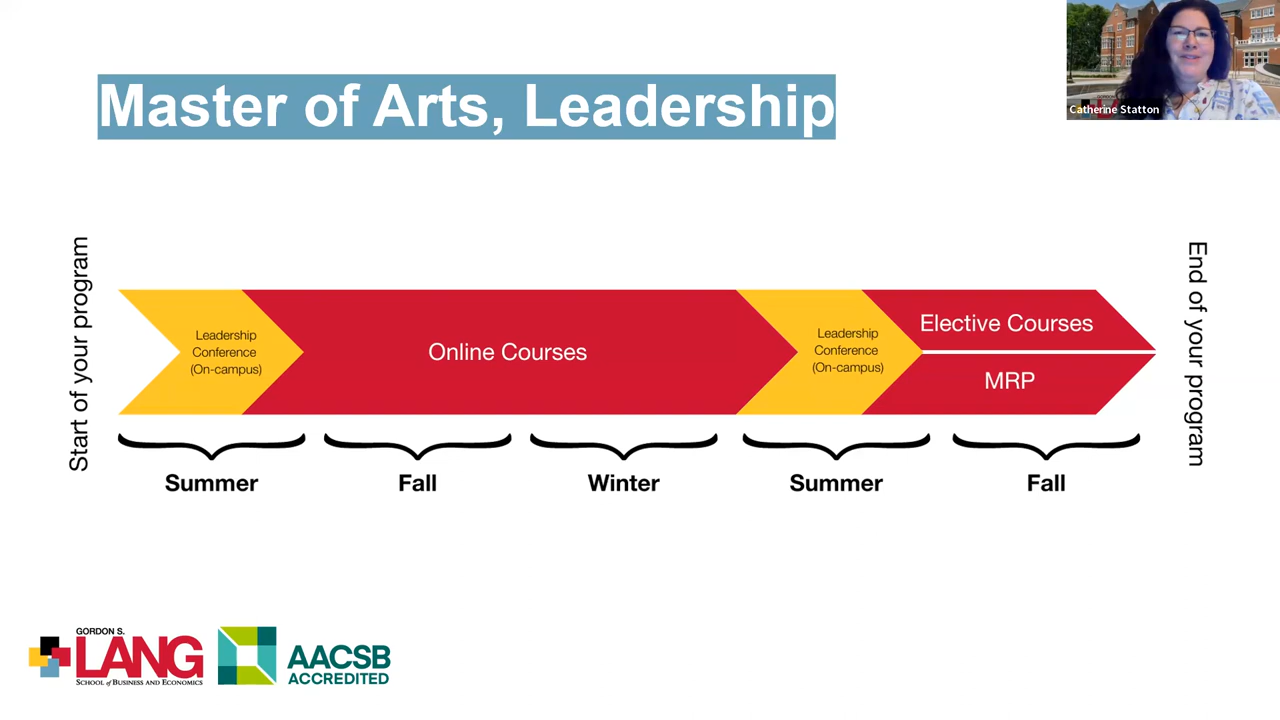 Master of Arts, Leadership
Catherine Statton
Start of your program
Leadership
Conference
(On-campus)
Online Courses
Leadership
Conference
(On-campus)
Elective Courses
MRP
End of your program
Summer
Fall
Winter
Summer
Fall
GORDON S.
LANG
SCHOOL of BUSINESS AND ECONOMICS
AACSB
ACCREDITED